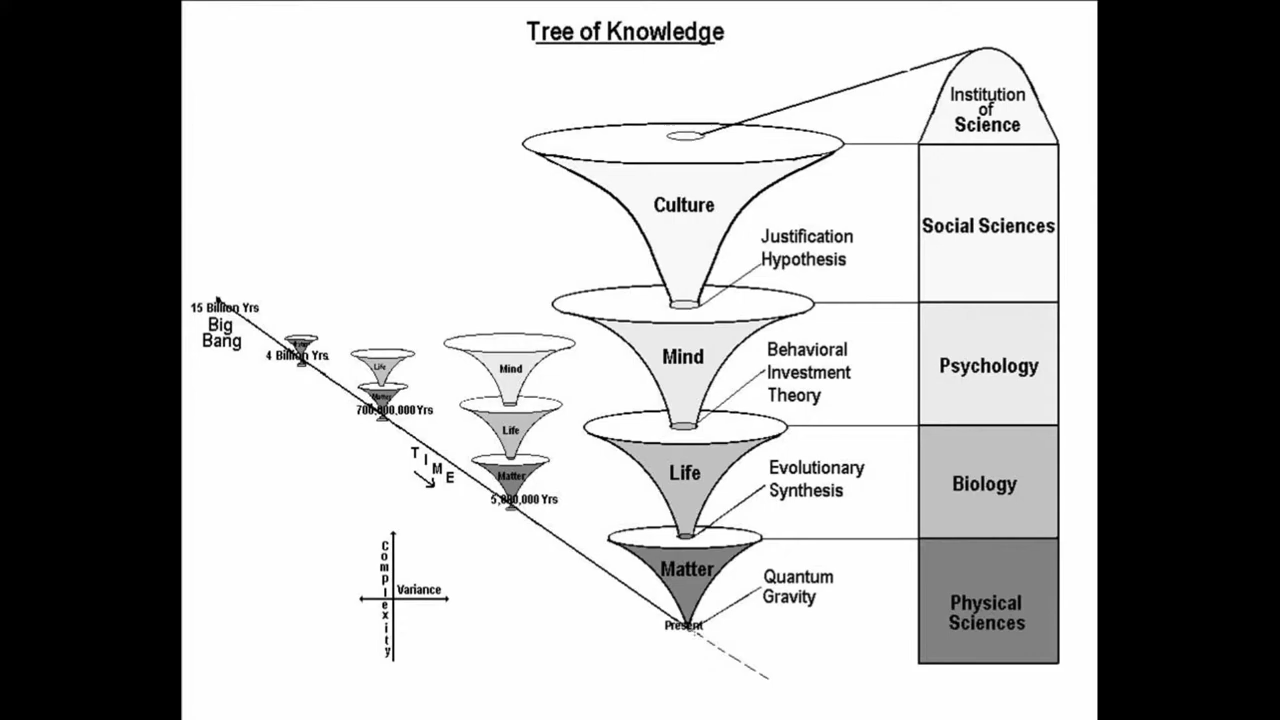 Tree of Knowledge
Institution
of
Science
Culture
Social Sciences
Justification
Hypothesis
15 Billion Yrs
Big
Bang
4 Billion Yrs
Life
Matter
700,000,000 Yrs
Mind
Life
Matter
5,000,000 Yrs
TIME
Mind
Behavioral
Investment
Theory
Psychology
Life
Evolutionary
Synthesis
Biology
Matter
Quantum
Gravity
Physical
Sciences
Present
Complexity
Variance